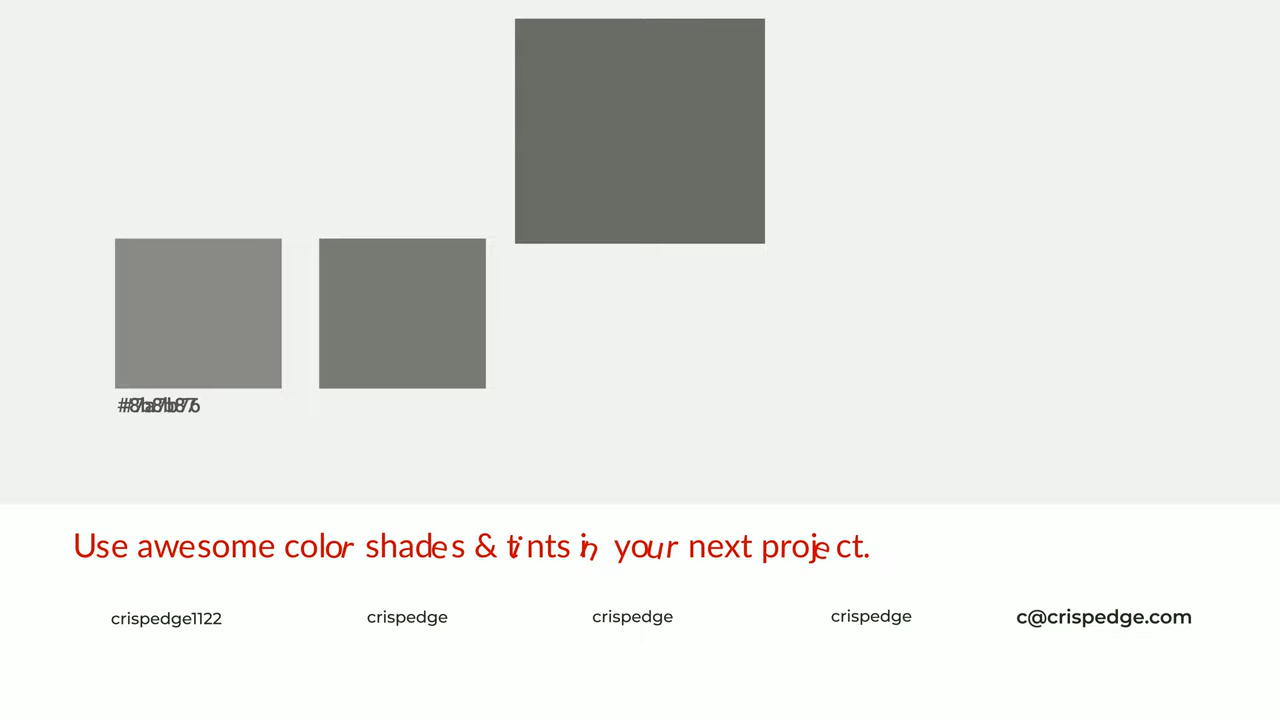 Use awesome color shades & tints in your next project.
crispedge1122 crispedge crispedge crispedge c@crispedge.com